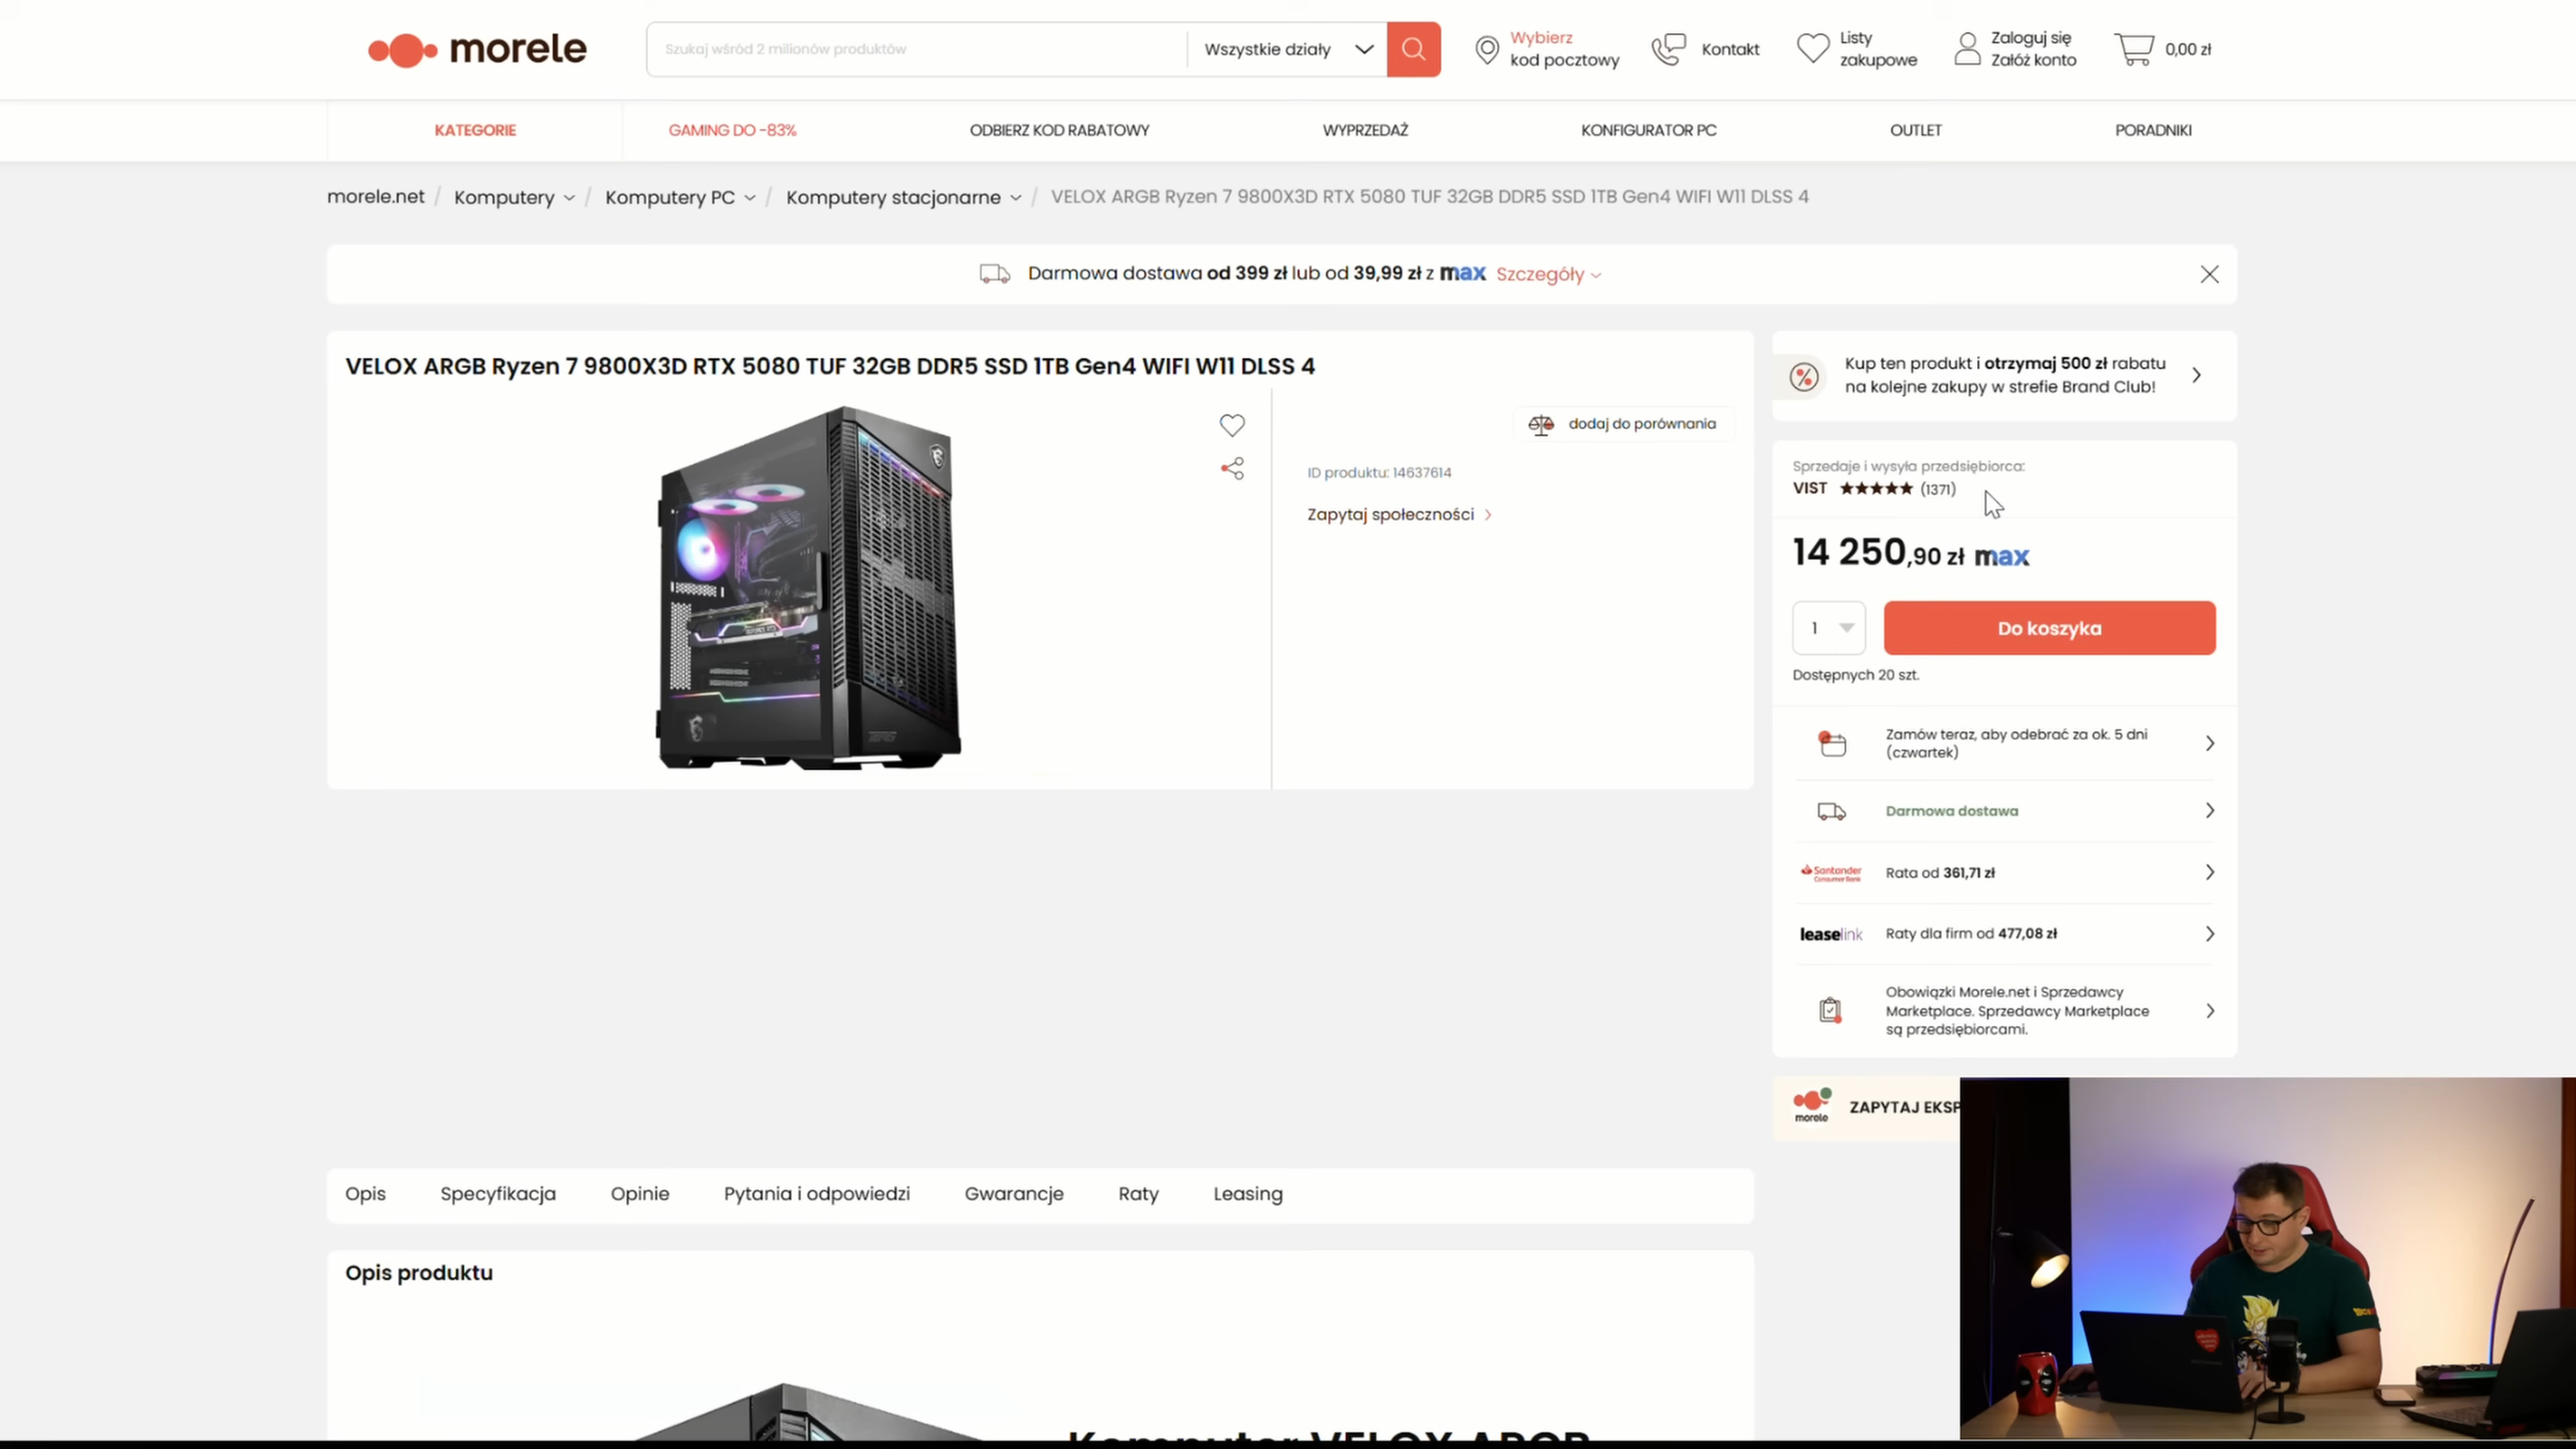 morele
Szukaj wśród 2 milionów produktów
Wszystkie działy
Wybierz
kod pocztowy
Kontakt
Listy
zakupowe
Zaloguj się
Załóż konto
0,00 zł
KATEGORIE
GAMING DO -83%
ODBIERZ KOD RABATOWY
WYPRZEDAŻ
KONFIGURATOR PC
OUTLET
PORADNIKI
morele.net / Komputery / Komputery PC / Komputery stacjonarne / VELOX ARGB Ryzen 7 9800X3D RTX 5080 TUF 32GB DDR5 SSD 1TB Gen4 WIFI W11 DLSS 4
Darmowa dostawa od 399 zł lub od 39,99 zł z max Szczegóły
VELOX ARGB Ryzen 7 9800X3D RTX 5080 TUF 32GB DDR5 SSD 1TB Gen4 WIFI W11 DLSS 4
dodaj do porównania
ID produktu: 14637614
Zapytaj społeczności
Kup ten produkt i otrzymaj 500 zł rabatu
na kolejne zakupy w strefie Brand Club!
Sprzedaje i wysyła przedsiębiorca:
VIST ★★★★★ (1371)
14 250,90 zł max
1
Do koszyka
Dostępnych 20 szt.
Zamów teraz, aby odebrać za ok. 5 dni
(czwartek)
Darmowa dostawa
Santander
Consumer Bank
Rata od 361,71 zł
leaselink
Raty dla firm od 477,08 zł
Obowiązki Morele.net i Sprzedawcy
Marketplace. Sprzedawcy Marketplace
są przedsiębiorcami.
morele
ZAPYTAJ EKSP
Opis
Specyfikacja
Opinie
Pytania i odpowiedzi
Gwarancje
Raty
Leasing
Opis produktu
Komputer VELOX ARGB